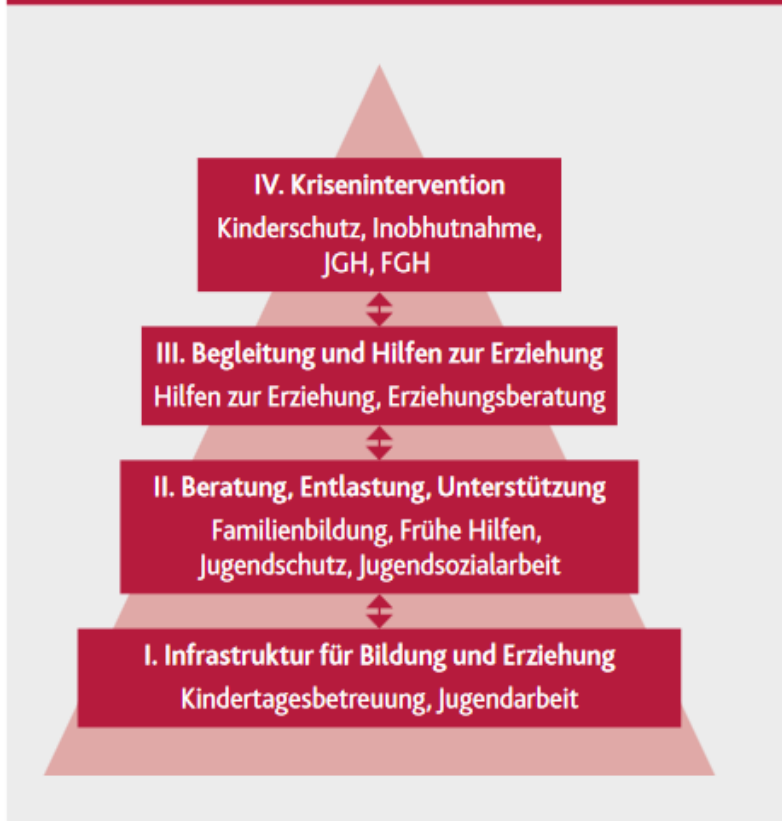 IV. Krisenintervention
Kinderschutz, Inobhutnahme,
JGH, FGH
III. Begleitung und Hilfen zur Erziehung
Hilfen zur Erziehung, Erziehungsberatung
II. Beratung, Entlastung, Unterstützung
Familienbildung, Frühe Hilfen,
Jugendschutz, Jugendsozialarbeit
I. Infrastruktur für Bildung und Erziehung
Kindertagesbetreuung, Jugendarbeit